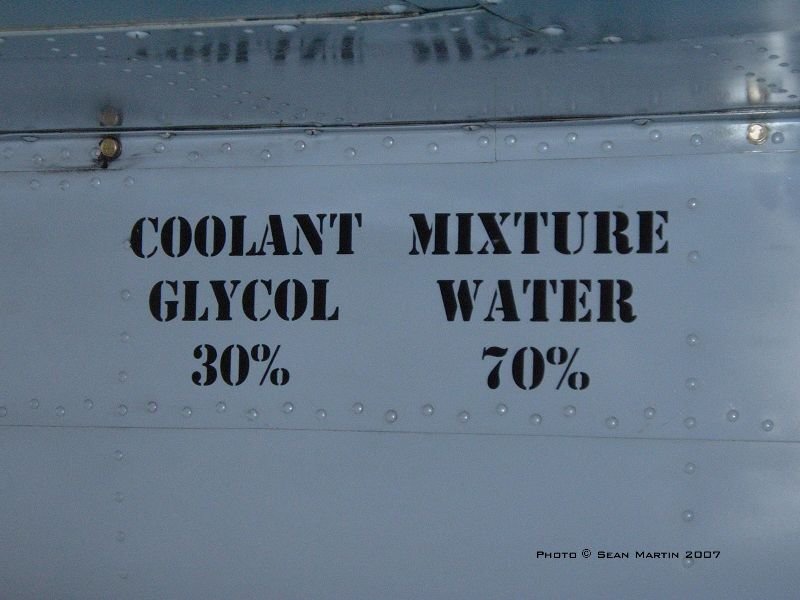 COOLANT MIXTURE
GLYCOL WATER
30% 70%
Photo © Sean Martin 2007